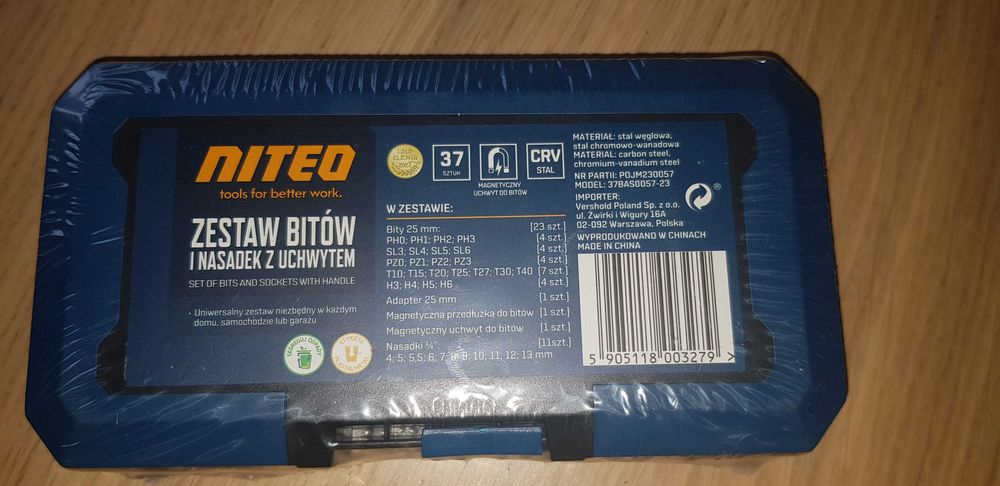 NITEO
tools for better work.
ZESTAW BITÓW
I NASADEK Z UCHWYTEM
SET OF BITS AND SOCKETS WITH HANDLE
• Uniwersalny zestaw niezbędny w każdym
domu, samochodzie lub garażu
SEGREGUJ ODPADY
LAUR
KLIENTA
37
SZTUK
MAGNETYCZNY
UCHWYT DO BITÓW
CRV
STAL
W ZESTAWIE:
Bity 25 mm: [23 szt.]
PH0, PH1; PH2; PH3 [4 szt.]
SL3; SL4; SL5; SL6 [4 szt.]
PZ0; PZ1; PZ2; PZ3 [4 szt.]
T10; T15; T20; T25; T27; T30; T40 [7 szt.]
H3; H4; H5; H6 [4 szt.]
Adapter 25 mm [1 szt.]
Magnetyczna przedłużka do bitów [1 szt.]
Magnetyczny uchwyt do bitów [1 szt.]
Nasadki ¼": [11szt.]
4; 5; 5,5; 6; 7; 8; 9; 10; 11; 12; 13 mm
MATERIAŁ: stal węglowa,
stal chromowo-wanadowa
MATERIAL: carbon steel,
chromium-vanadium steel
NR PARTII: POJM230057
MODEL: 37BAS0057-23
IMPORTER:
Vershold Poland Sp. z o.o.
ul. Żwirki i Wigury 16A
02-092 Warszawa, Polska
WYPRODUKOWANO W CHINACH
MADE IN CHINA
5 905118 003279 >